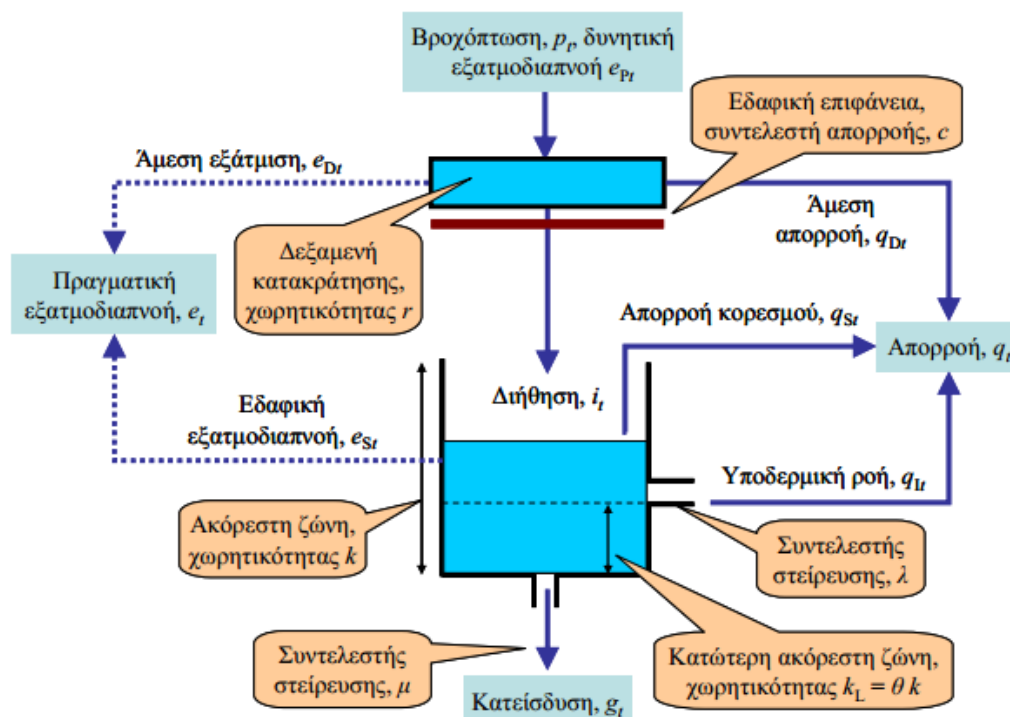 Βροχόπτωση, pt, δυνητική
εξατμοδιαπνοή ePt
Εδαφική επιφάνεια,
συντελεστή απορροής, c
Άμεση εξάτμιση, eDt
Άμεση
απορροή, qDt
Δεξαμενή
κατακράτησης,
χωρητικότητας r
Πραγματική
εξατμοδιαπνοή, et
Απορροή κορεσμού, qSt
Απορροή, qt
Διήθηση, it
Εδαφική
εξατμοδιαπνοή, eSt
Υποδερμική ροή, qIt
Ακόρεστη ζώνη,
χωρητικότητας k
Συντελεστής
στείρευσης, λ
Συντελεστής
στείρευσης, μ
Κατώτερη ακόρεστη ζώνη,
χωρητικότητας kL = θ k
Κατείσδυση, gt